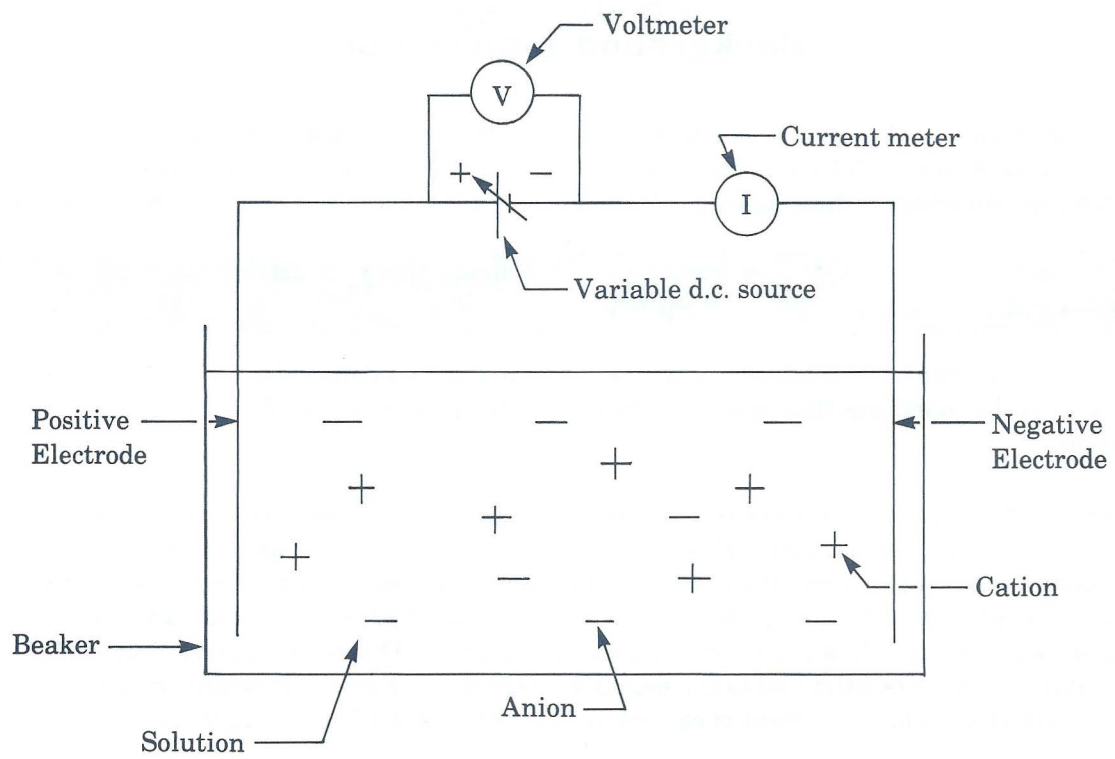 Voltmeter
V
Current meter
+ −
I
Variable d.c. source
Positive
Electrode
Negative
Electrode
Cation
Beaker
Anion
Solution